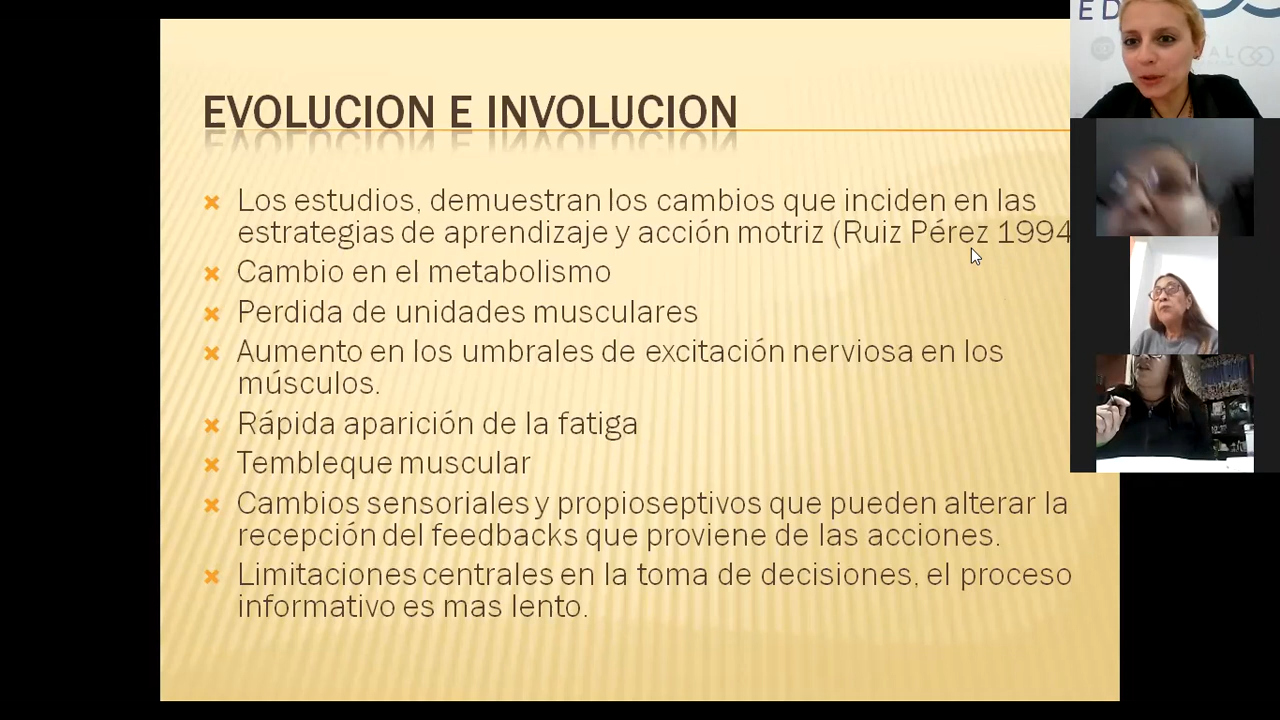 EVOLUCION E INVOLUCION
Los estudios, demuestran los cambios que inciden en las
estrategias de aprendizaje y acción motriz (Ruiz Pérez 1994
Cambio en el metabolismo
Perdida de unidades musculares
Aumento en los umbrales de excitación nerviosa en los
músculos.
Rápida aparición de la fatiga
Tembleque muscular
Cambios sensoriales y propioseptivos que pueden alterar la
recepción del feedbacks que proviene de las acciones.
Limitaciones centrales en la toma de decisiones, el proceso
informativo es mas lento.